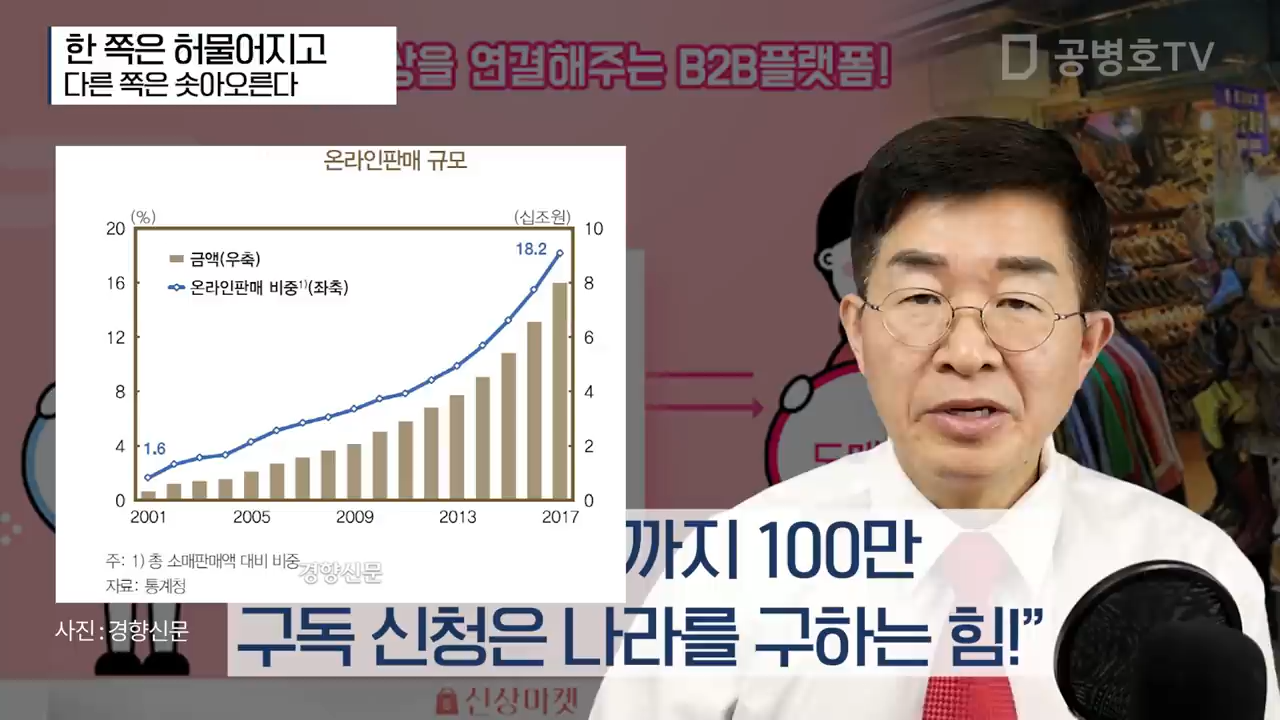 한 쪽은 허물어지고
다른 쪽은 솟아오른다
상을 연결해주는 B2B플랫폼!
공병호TV
온라인판매 규모
(%)
(십조원)
20
16
12
8
4
0
10
8
6
4
2
0
금액(우축)
온라인판매 비중1)(좌축)
18.2
1.6
2001 2005 2009 2013 2017
주: 1) 총 소매판매액 대비 비중
자료: 통계청
경향신문
사진 : 경향신문
까지 100만
구독 신청은 나라를 구하는 힘!”
신상마켓